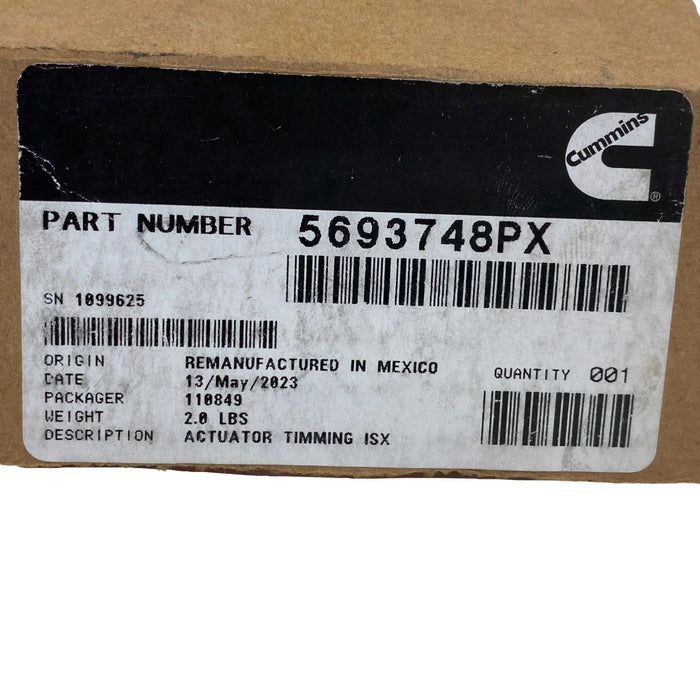 Cummins
®
PART NUMBER 5693748PX
SN 1099625
ORIGIN REMANUFACTURED IN MEXICO
DATE 13/May/2023
QUANTITY 001
PACKAGER 110849
WEIGHT 2.0 LBS
DESCRIPTION ACTUATOR TIMMING ISX